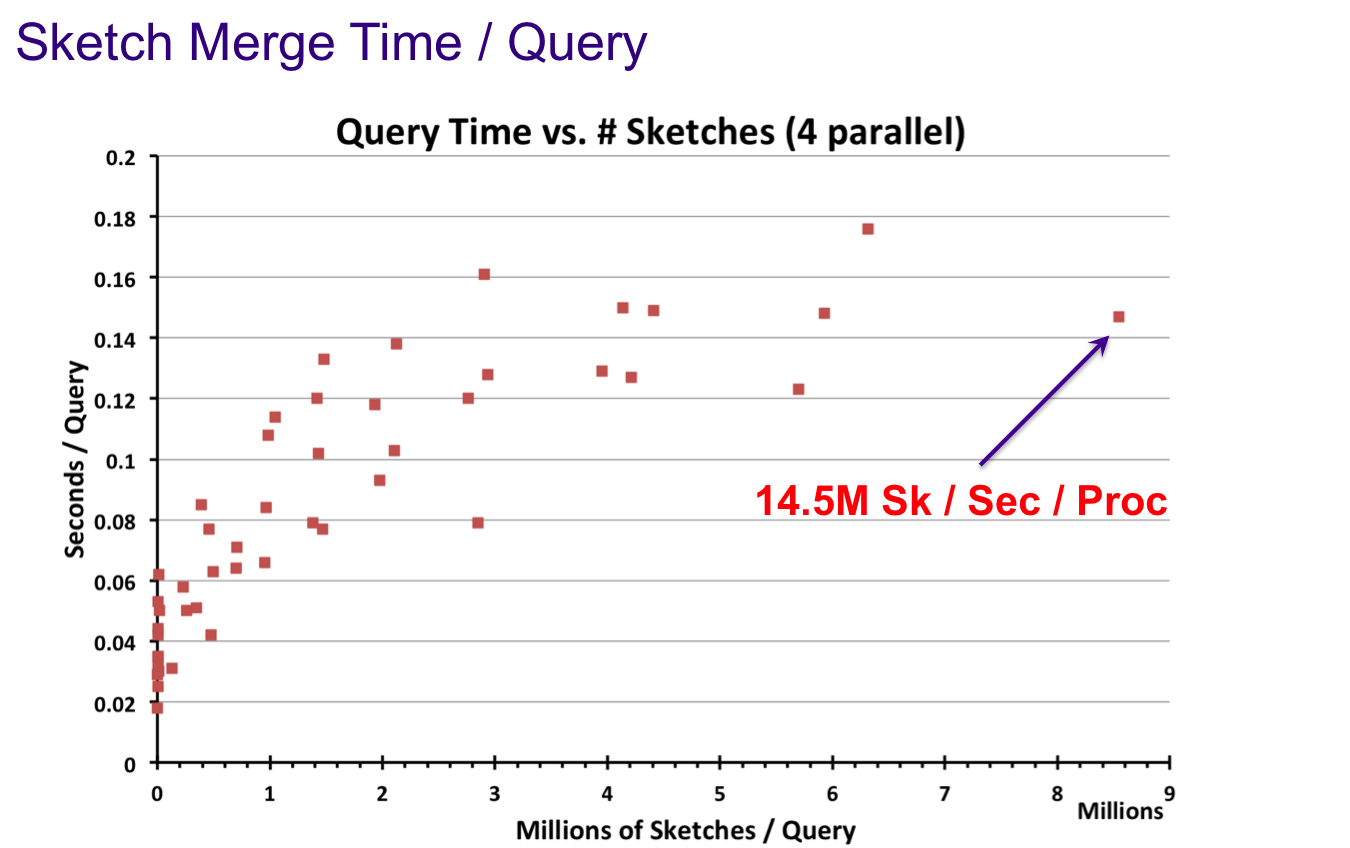 Sketch Merge Time / Query
Query Time vs. # Sketches (4 parallel)
0.2
0.18
0.16
0.14
0.12
0.1
0.08
0.06
0.04
0.02
0
Seconds / Query
14.5M Sk / Sec / Proc
0 1 2 3 4 5 6 7 8 9
Millions
Millions of Sketches / Query